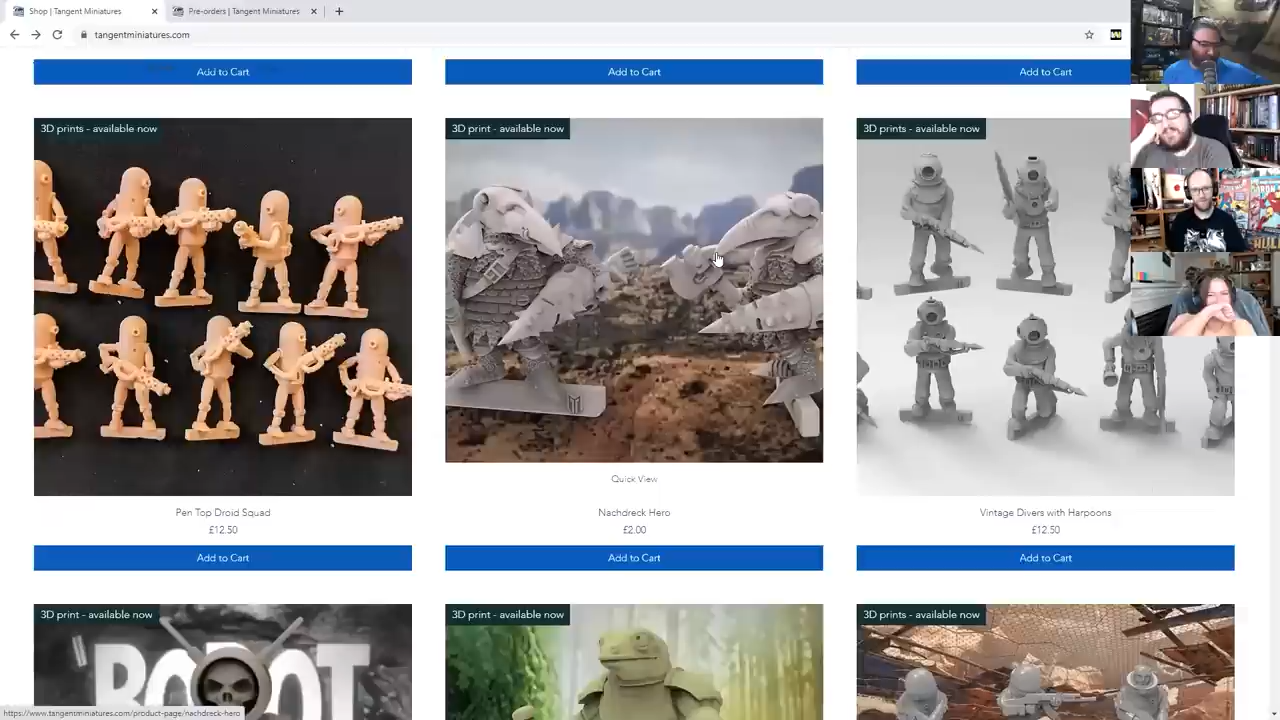 Shop | Tangent Miniatures
Pre-orders | Tangent Miniatures
tangentminiatures.com
Add to Cart
Add to Cart
Add to Cart
3D prints - available now
3D print - available now
3D prints - available now
Quick View
Pen Top Droid Squad
Nachdreck Hero
Vintage Divers with Harpoons
£12.50
£2.00
£12.50
Add to Cart
Add to Cart
Add to Cart
3D print - available now
3D print - available now
3D prints - available now
ROBOT
https://www.tangentminiatures.com/product-page/nachdreck-hero